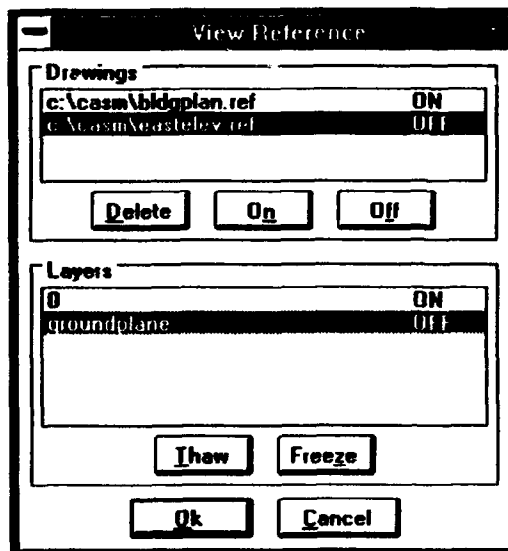 View Reference
Drawings
c:\casm\bldgplan.ref ON
c:\casm\eastelev.ref OFF
Delete On Off
Layers
0 ON
groundplane OFF
Thaw Freeze
Ok Cancel